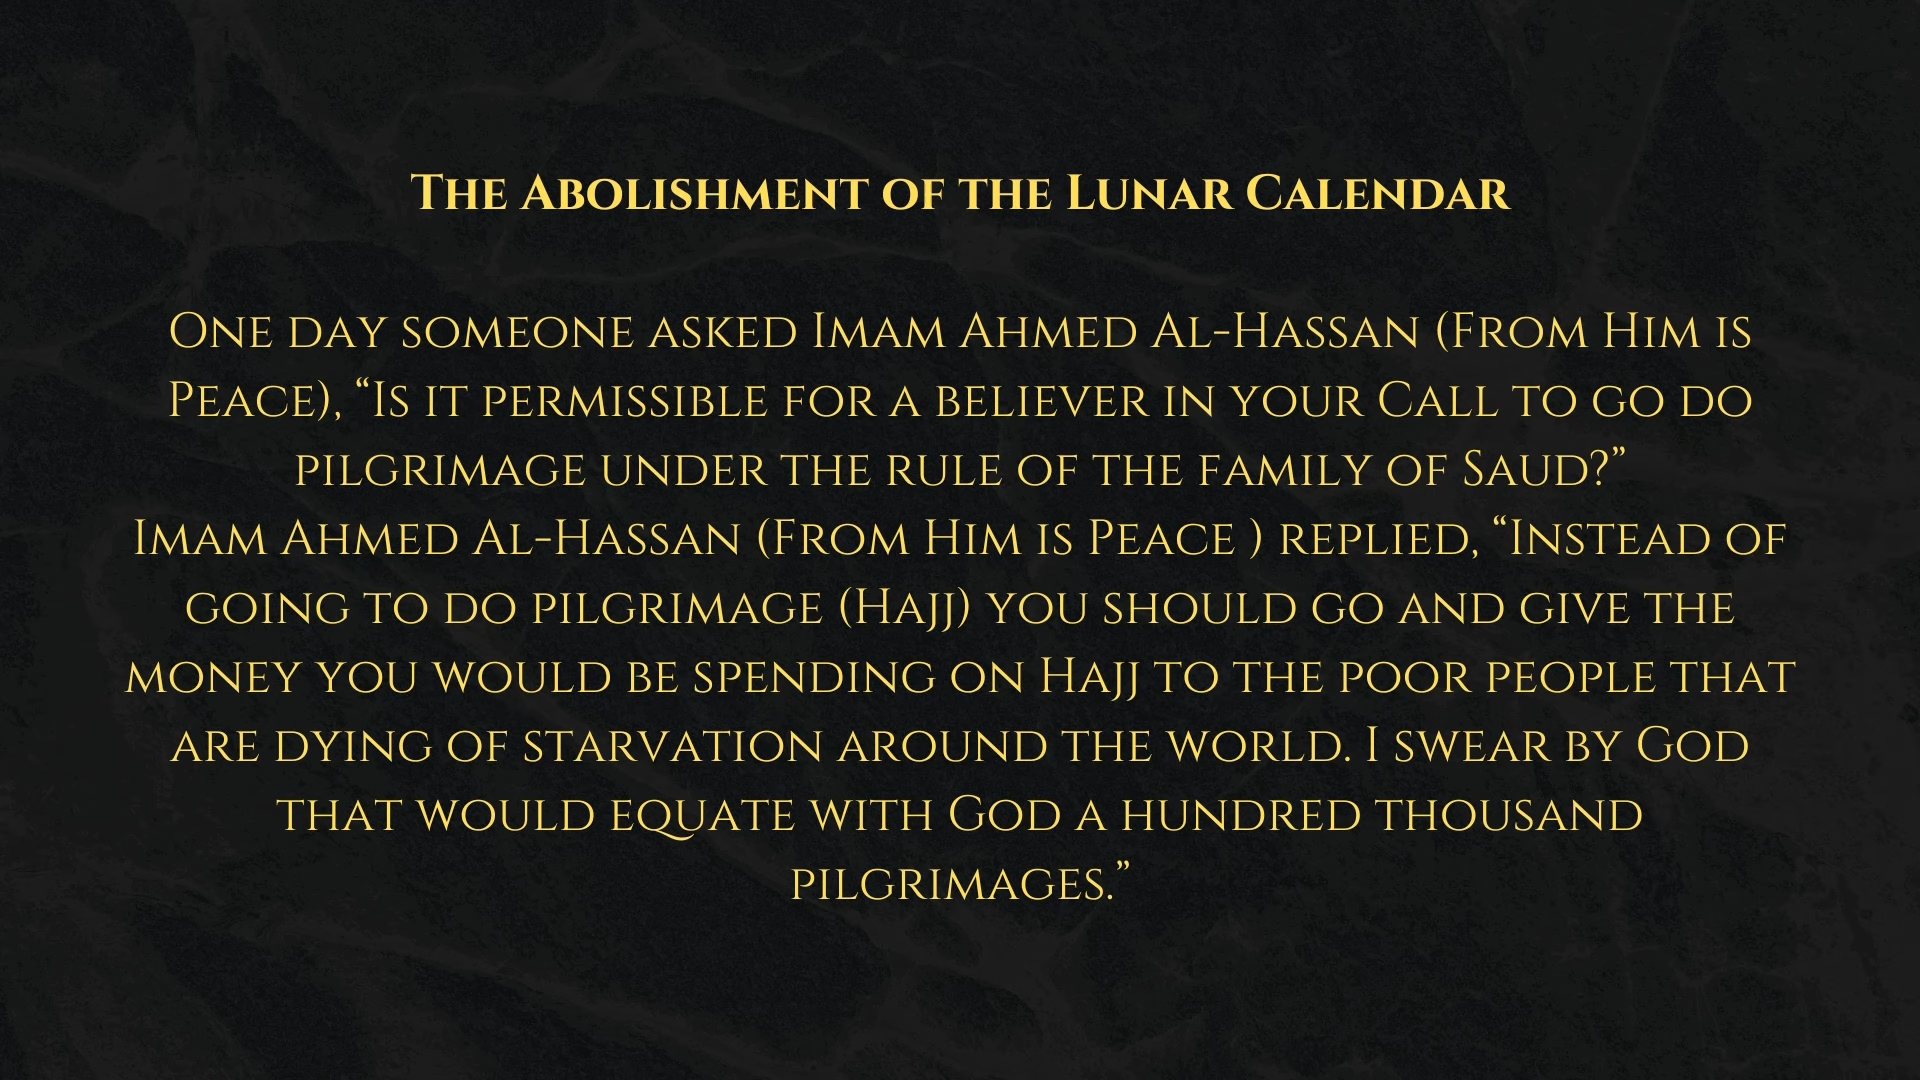 The Abolishment of the Lunar Calendar
One day someone asked Imam Ahmed Al-Hassan (From Him is
Peace), “Is it permissible for a believer in your Call to go do
pilgrimage under the rule of the family of Saud?”
Imam Ahmed Al-Hassan (From Him is Peace ) replied, “Instead of
going to do pilgrimage (Hajj) you should go and give the
money you would be spending on Hajj to the poor people that
are dying of starvation around the world. I swear by God
that would equate with God a hundred thousand
pilgrimages.”